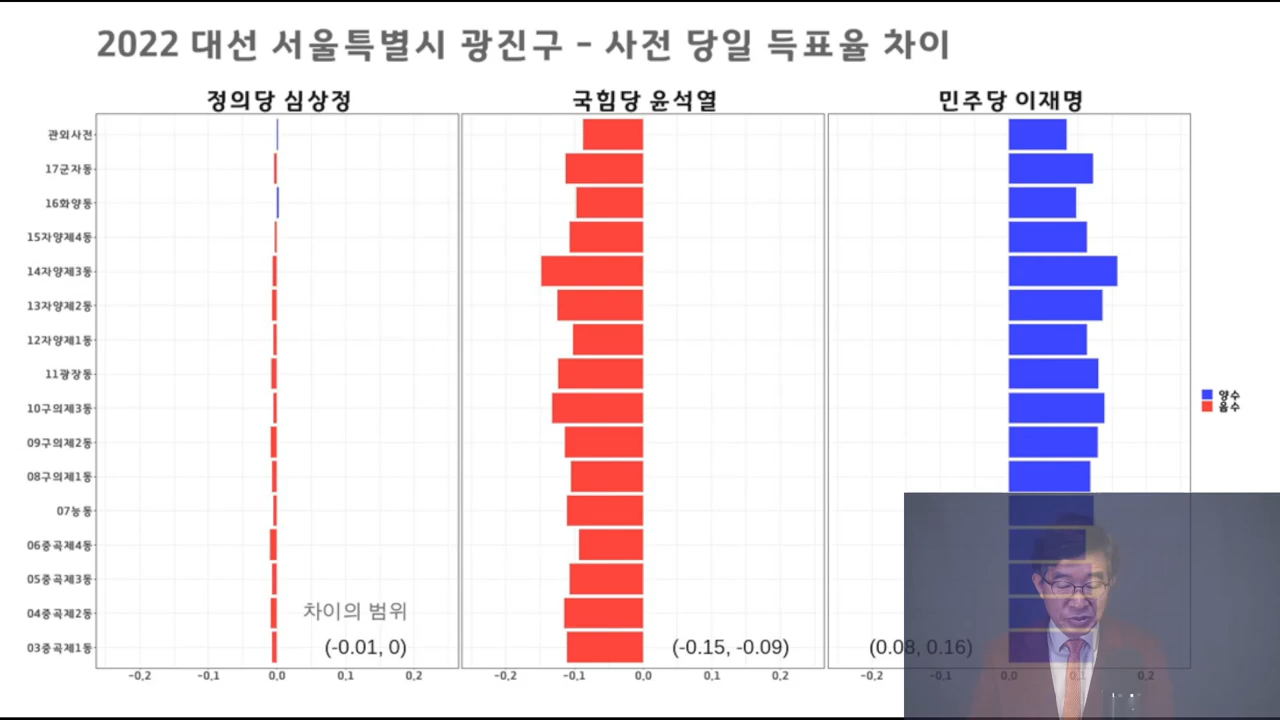 2022 대선 서울특별시 광진구 - 사전 당일 득표율 차이
정의당 심상정
국힘당 윤석열
민주당 이재명
관외사전
17군자동
16화양동
15자양제4동
14자양제3동
13자양제2동
12자양제1동
11광장동
10구의제3동
09구의제2동
08구의제1동
07능동
06중곡제4동
05중곡제3동
04중곡제2동
03중곡제1동
차이의 범위
(-0.01, 0)
(-0.15, -0.09)
(0.08, 0.16)
-0.2 -0.1 0.0 0.1 0.2
-0.2 -0.1 0.0 0.1 0.2
-0.2 -0.1 0.0 0.1 0.2
양수
음수